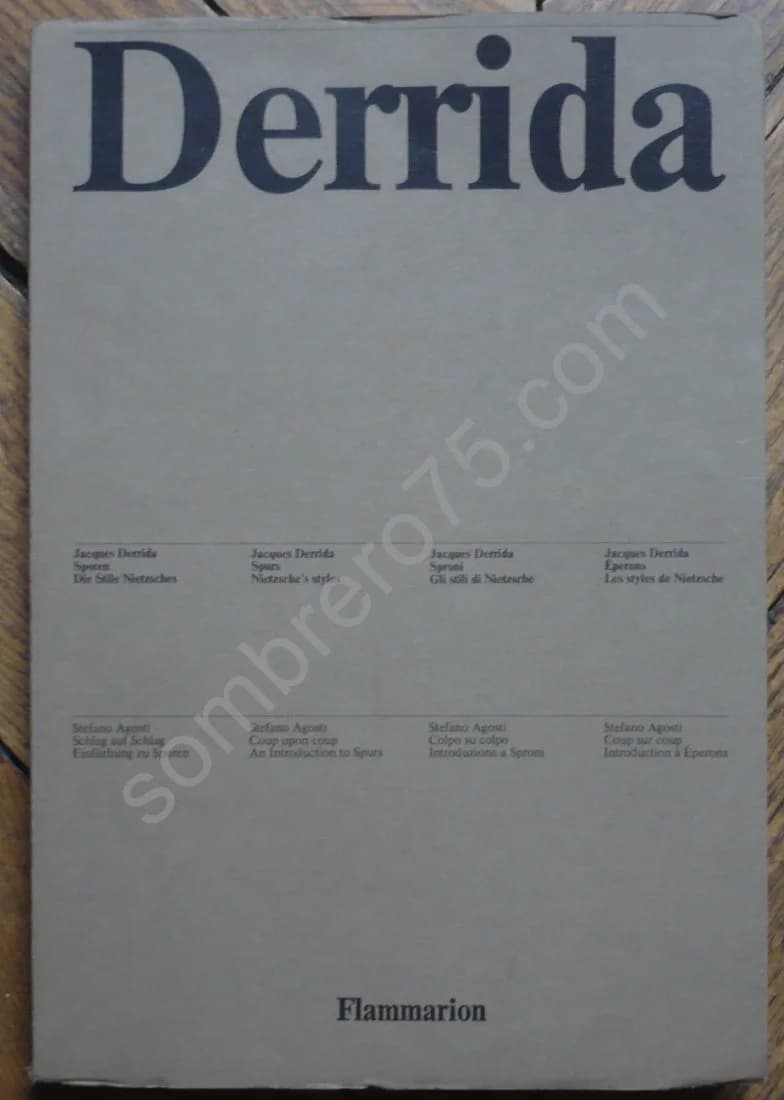 Derrida
Jacques Derrida
Sporen
Die Stile Nietzsches
Jacques Derrida
Spurs
Nietzsche's styles
Jacques Derrida
Sproni
Gli stili di Nietzsche
Jacques Derrida
Éperons
Les styles de Nietzsche
Stefano Agosti
Schlag auf Schlag
Einführung zu Sporen
Stefano Agosti
Coup upon coup
An Introduction to Spurs
Stefano Agosti
Colpo su colpo
Introduzione a Sproni
Stefano Agosti
Coup sur coup
Introduction à Éperons
Flammarion
sombrero75.com